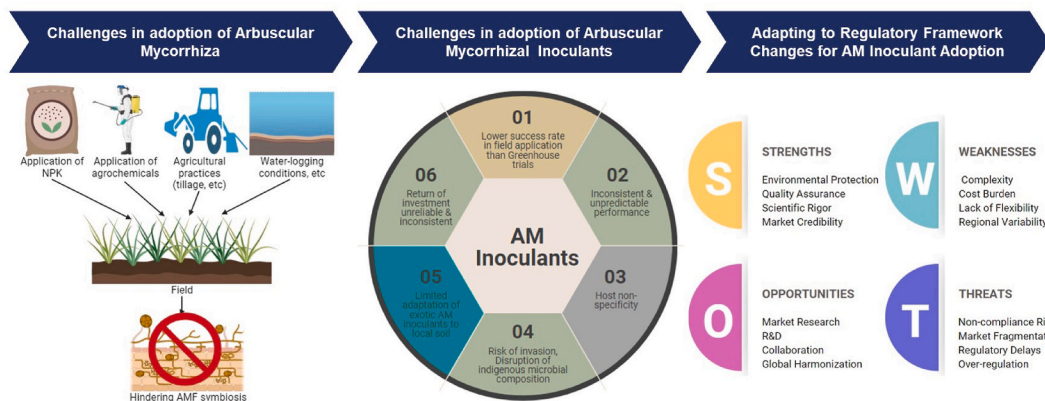 Challenges in adoption of Arbuscular
Mycorrhiza
Challenges in adoption of Arbuscular
Mycorrhizal Inoculants
Adapting to Regulatory Framework
Changes for AM Inoculant Adoption
Application of
NPK
Application of
agrochemicals
Agricultural
practices
(tillage, etc)
Water-logging
conditions, etc
Field
Hindering AMF symbiosis
01
Lower success rate
in field application
than Greenhouse
trials
02
Inconsistent &
unpredictable
performance
03
Host non-
specificity
04
Risk of invasion,
Disruption of
indigenous microbial
composition
05
Limited
adaptation of
exotic AM
Inoculants to
local soil
06
Return of
investment
unreliable &
inconsistent
AM
Inoculants
S
STRENGTHS
Environmental Protection
Quality Assurance
Scientific Rigor
Market Credibility
W
WEAKNESSES
Complexity
Cost Burden
Lack of Flexibility
Regional Variability
O
OPPORTUNITIES
Market Research
R&D
Collaboration
Global Harmonization
T
THREATS
Non-compliance Ri
Market Fragmentat
Regulatory Delays
Over-regulation